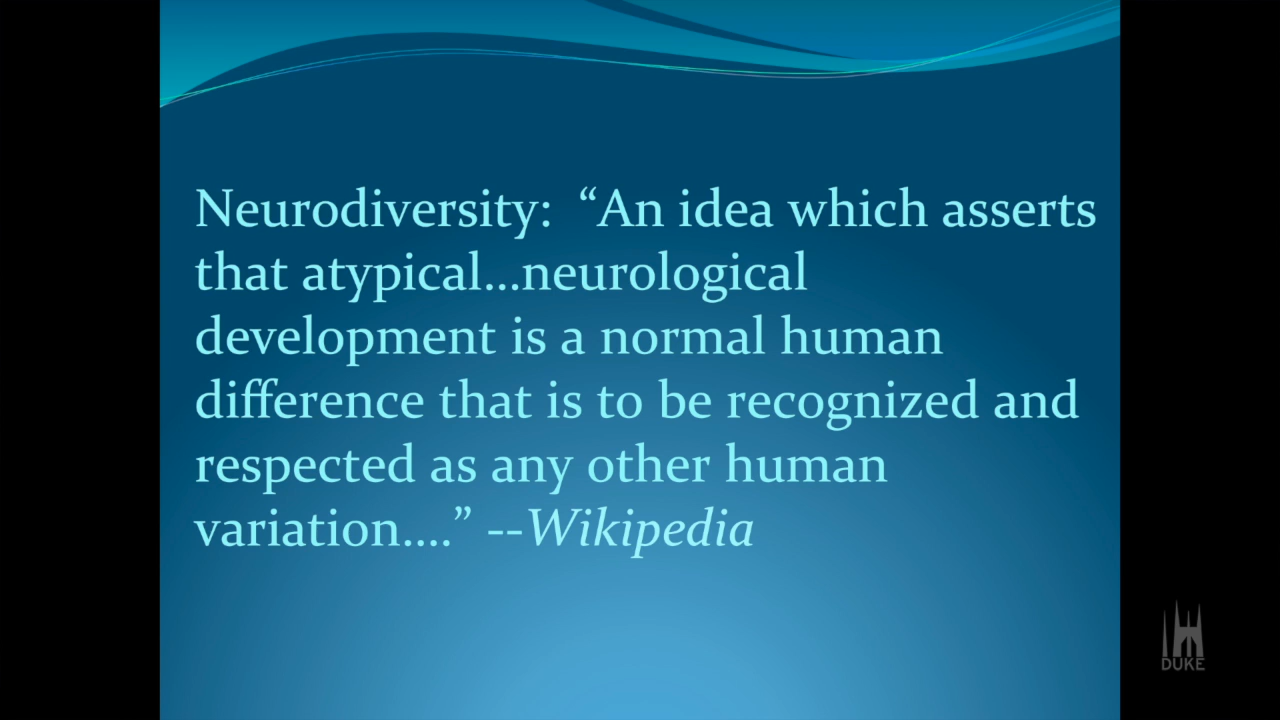 Neurodiversity:  “An idea which asserts
that atypical...neurological
development is a normal human
difference that is to be recognized and
respected as any other human
variation....” --Wikipedia
DUKE